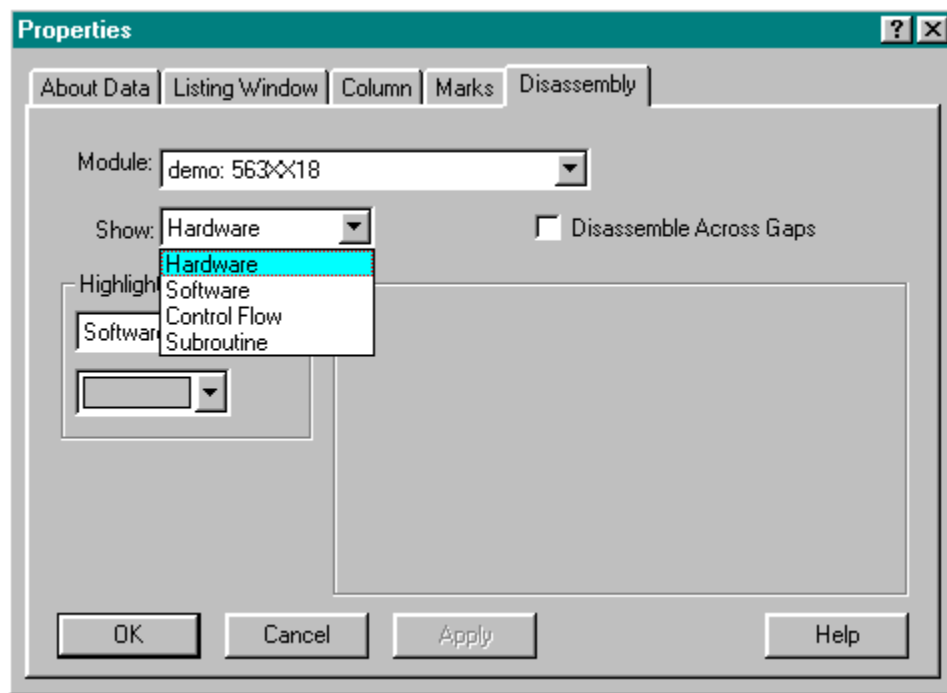 Properties
About Data Listing Window Column Marks Disassembly
Module: demo: 563XX18
Show: Hardware Disassemble Across Gaps
Hardware
Software
Control Flow
Subroutine
OK Cancel Apply Help